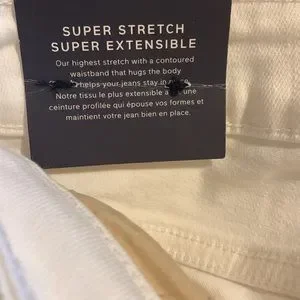 SUPER STRETCH
SUPER EXTENSIBLE
Our highest stretch with a contoured
waistband that hugs the body
helps your jeans stay in
Notre tissu le plus extensible a une
ceinture profilée qui épouse vos formes et
maintient votre jean bien en place.